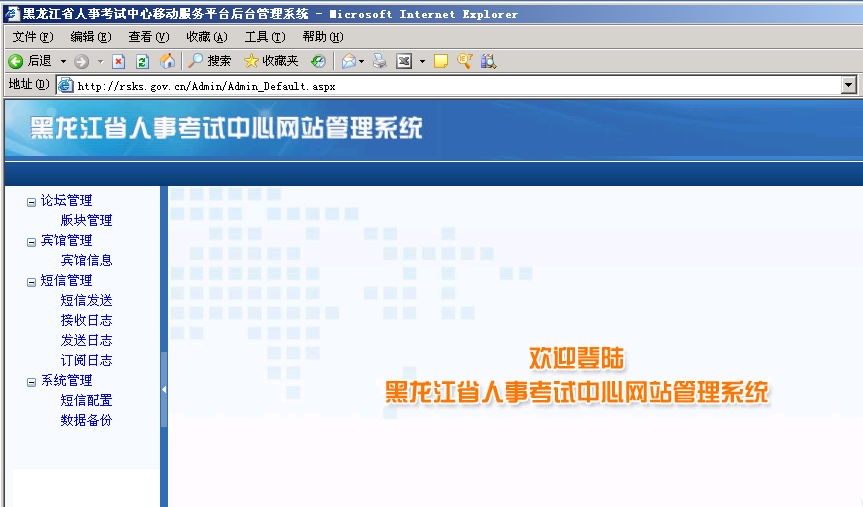 黑龙江省人事考试中心移动服务平台后台管理系统 - Microsoft Internet Explorer
文件(F) 编辑(E) 查看(V) 收藏(A) 工具(T) 帮助(H)
后退 搜索 收藏夹
地址(D) http://rsks.gov.cn/Admin/Admin_Default.aspx
黑龙江省人事考试中心网站管理系统
论坛管理
版块管理
宾馆管理
宾馆信息
短信管理
短信发送
接收日志
发送日志
订阅日志
系统管理
短信配置
数据备份
欢迎登陆
黑龙江省人事考试中心网站管理系统